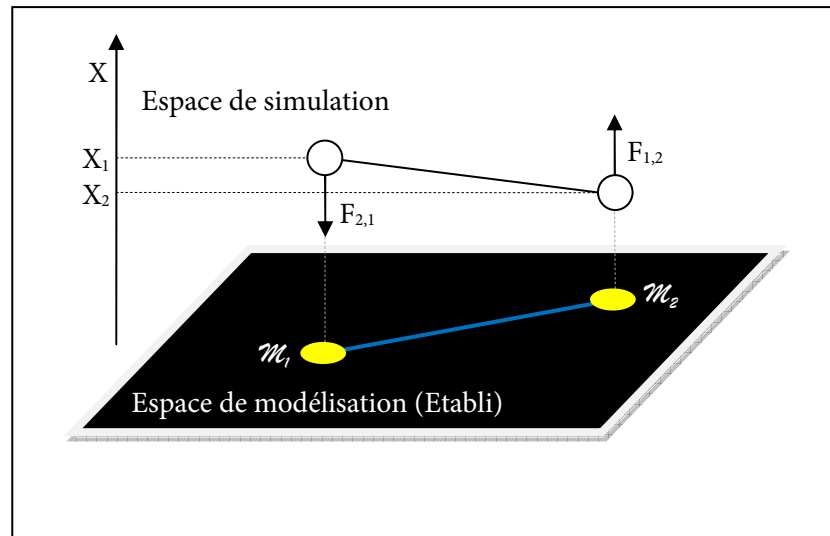 X
Espace de simulation
X₁
F₁,₂
X₂
F₂,₁
ℳ₂
ℳ₁
Espace de modélisation (Etabli)